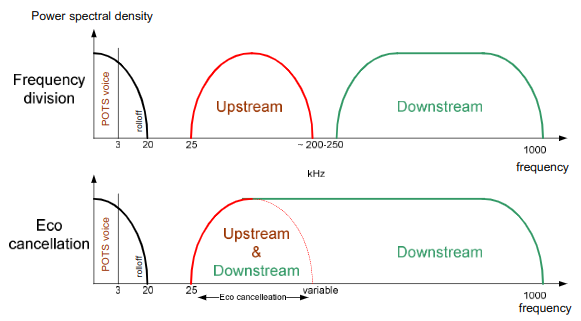 Power spectral density
Frequency
division
POTS voice
rolloff
Upstream
Downstream
3
20
25
~ 200-250
1000
kHz
frequency
Eco
cancellation
POTS voice
rolloff
Upstream
&
Downstream
Downstream
3
20
25
Eco cancelleation
variable
1000
frequency